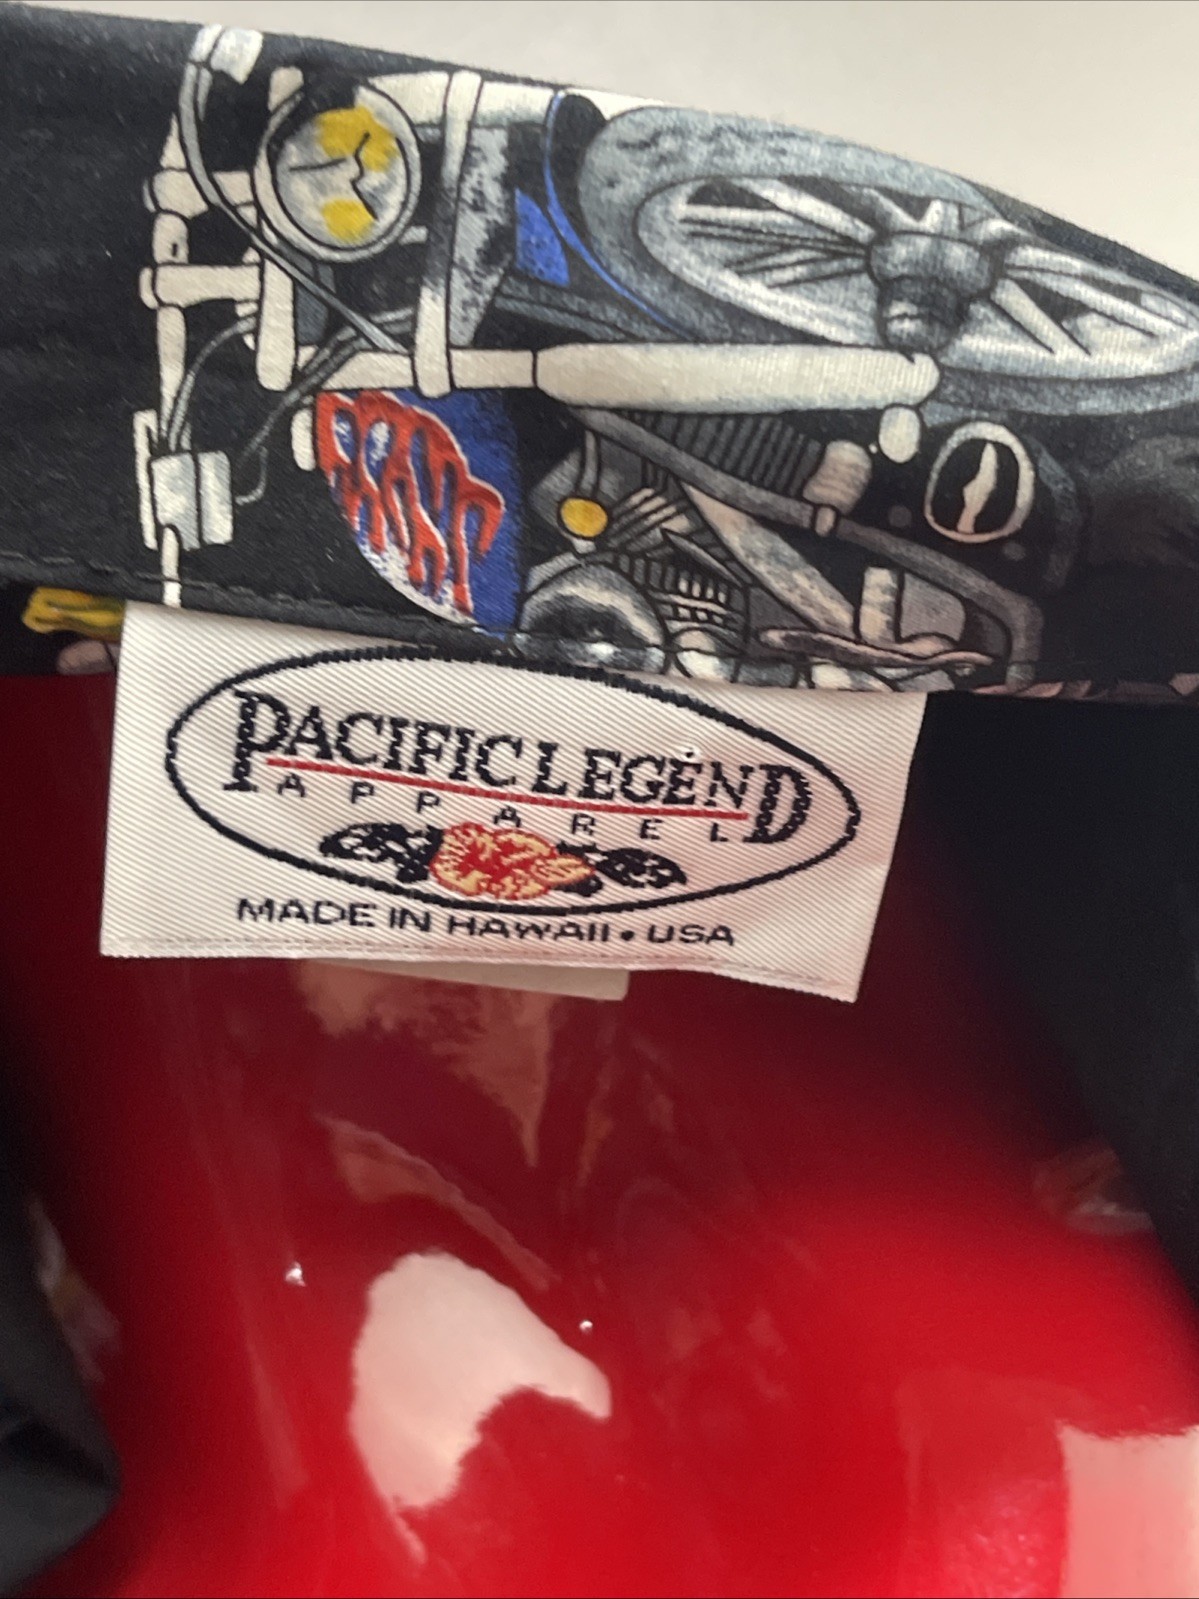 PACIFIC LEGEND
APPAREL
MADE IN HAWAII • USA